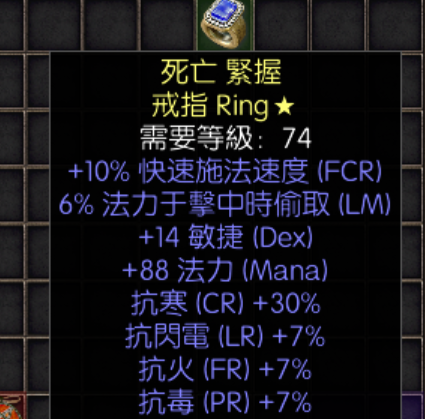 死亡 緊握
戒指 Ring★
需要等級: 74
+10% 快速施法速度 (FCR)
6% 法力于擊中時偷取 (LM)
+14 敏捷 (Dex)
+88 法力 (Mana)
抗寒 (CR) +30%
抗閃電 (LR) +7%
抗火 (FR) +7%
抗毒 (PR) +7%